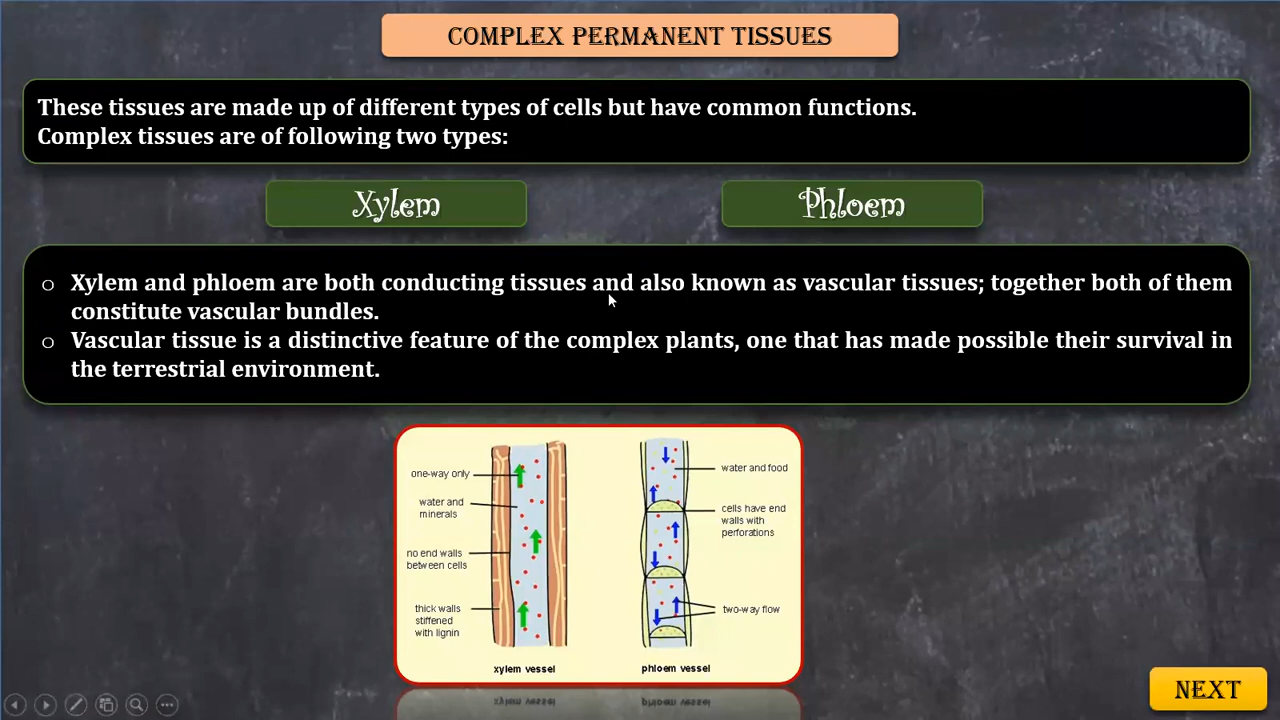 COMPLEX PERMANENT TISSUES
These tissues are made up of different types of cells but have common functions.
Complex tissues are of following two types:
Xylem
Phloem
Xylem and phloem are both conducting tissues and also known as vascular tissues; together both of them
constitute vascular bundles.
Vascular tissue is a distinctive feature of the complex plants, one that has made possible their survival in
the terrestrial environment.
one-way only
water and
minerals
no end walls
between cells
thick walls
stiffened
with lignin
xylem vessel
water and food
cells have end
walls with
perforations
two-way flow
phloem vessel
NEXT